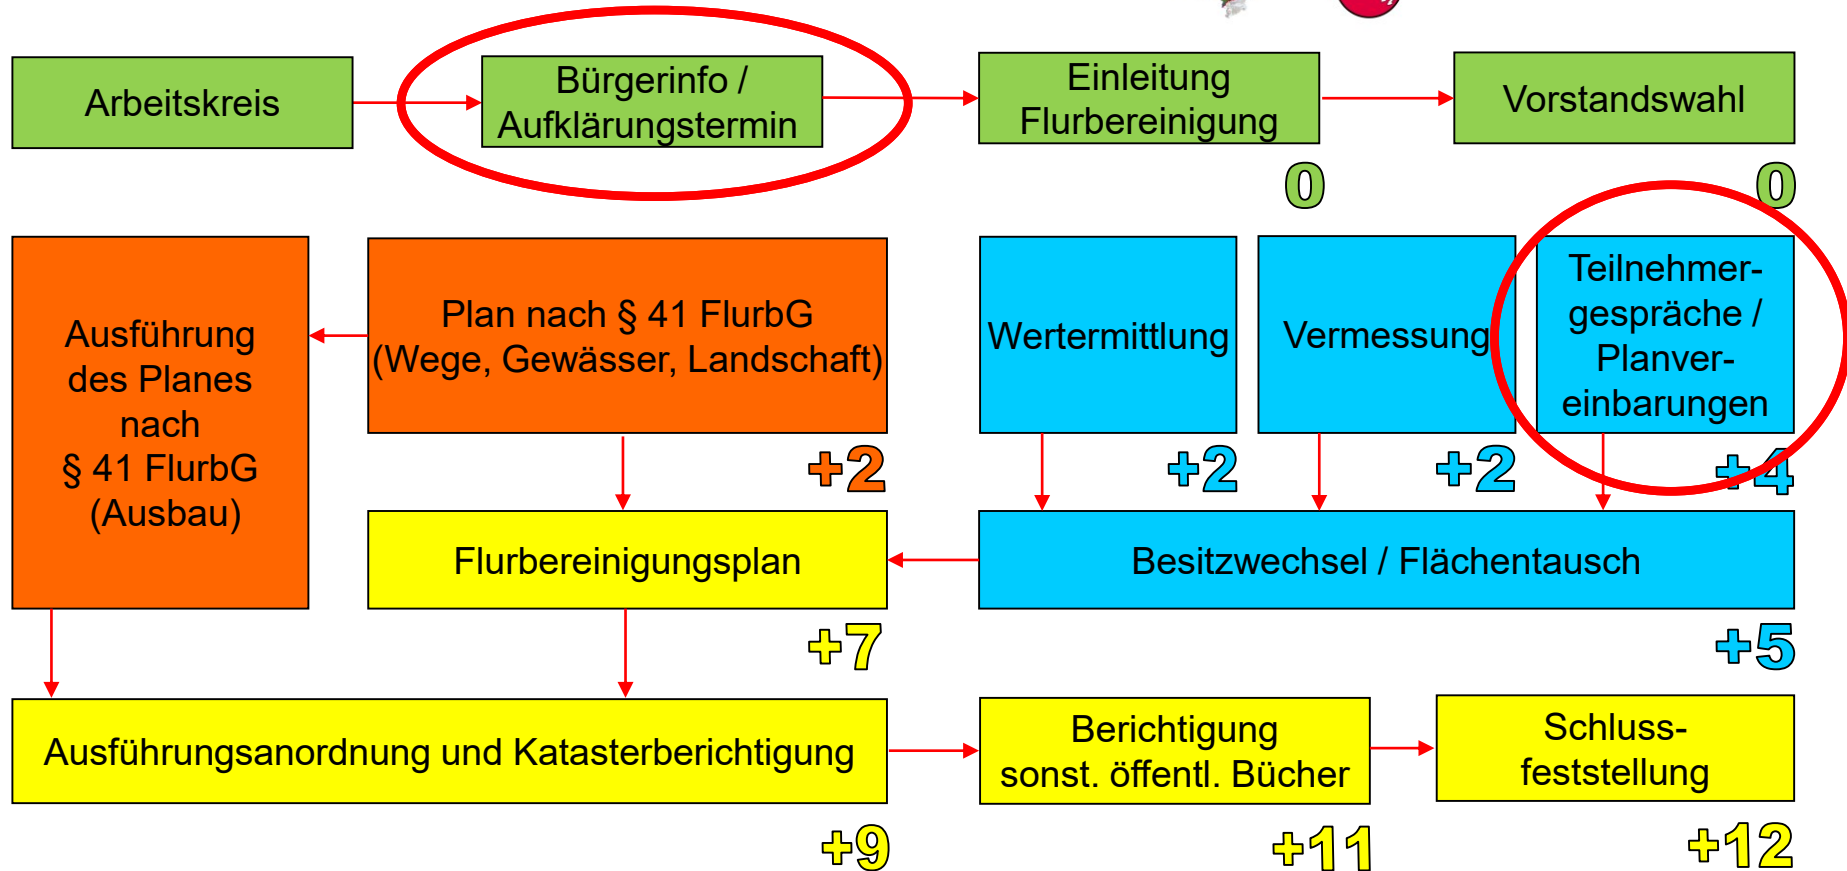 Arbeitskreis
Bürgerinfo /
Aufklärungstermin
Einleitung
Flurbereinigung
0
Vorstandswahl
0
Ausführung
des Planes
nach
§ 41 FlurbG
(Ausbau)
Plan nach § 41 FlurbG
(Wege, Gewässer, Landschaft)
+2
Wertermittlung
+2
Vermessung
+2
Teilnehmer-
gespräche /
Planver-
einbarungen
+4
Flurbereinigungsplan
+7
Besitzwechsel / Flächentausch
+5
Ausführungsanordnung und Katasterberichtigung
+9
Berichtigung
sonst. öffentl. Bücher
+11
Schluss-
feststellung
+12